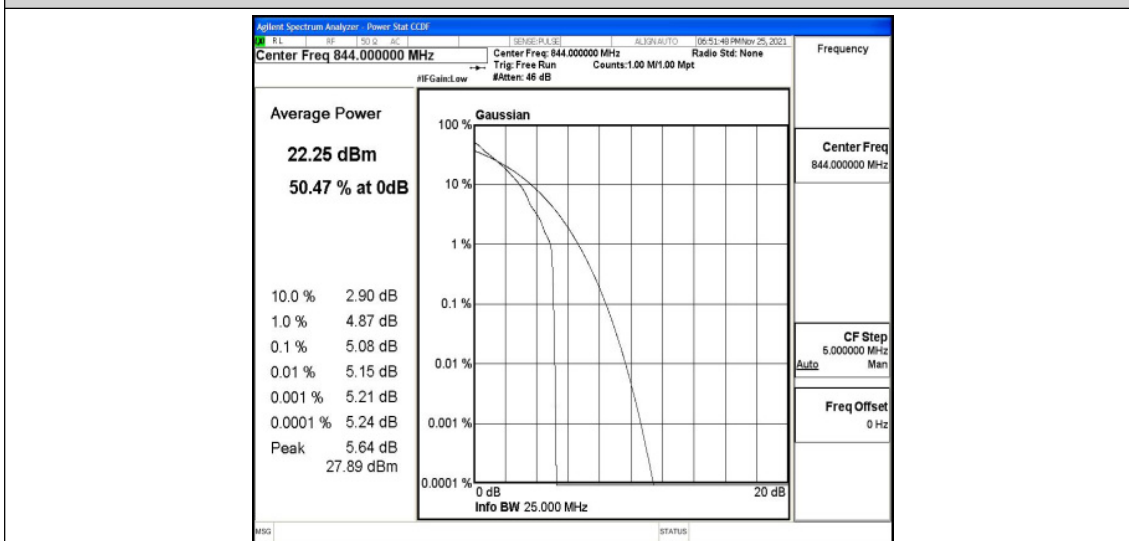 Agilent Spectrum Analyzer - Power Stat CCDF
RL RF 50 Ω AC SENSE:PULSE ALIGN AUTO 06:51:48 PM Nov 25, 2021
Center Freq 844.000000 MHz
Center Freq: 844.000000 MHz Radio Std: None
Trig: Free Run Counts:1.00 M/1.00 Mpt
#IFGain:Low #Atten: 46 dB
Frequency
Average Power
22.25 dBm
50.47 % at 0dB
10.0 % 2.90 dB
1.0 % 4.87 dB
0.1 % 5.08 dB
0.01 % 5.15 dB
0.001 % 5.21 dB
0.0001 % 5.24 dB
Peak 5.64 dB
27.89 dBm
Gaussian
100 %
10 %
1 %
0.1 %
0.01 %
0.001 %
0.0001 %
0 dB 20 dB
Info BW 25.000 MHz
Center Freq
844.000000 MHz
CF Step
5.000000 MHz
Auto Man
Freq Offset
0 Hz
MSG STATUS